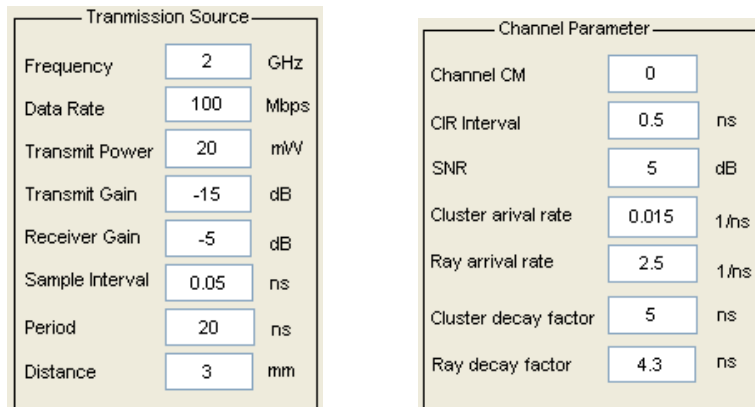 Tranmission Source
Frequency 2 GHz
Data Rate 100 Mbps
Transmit Power 20 mW
Transmit Gain -15 dB
Receiver Gain -5 dB
Sample Interval 0.05 ns
Period 20 ns
Distance 3 mm
Channel Parameter
Channel CM 0
CIR Interval 0.5 ns
SNR 5 dB
Cluster arival rate 0.015 1/ns
Ray arrival rate 2.5 1/ns
Cluster decay factor 5 ns
Ray decay factor 4.3 ns